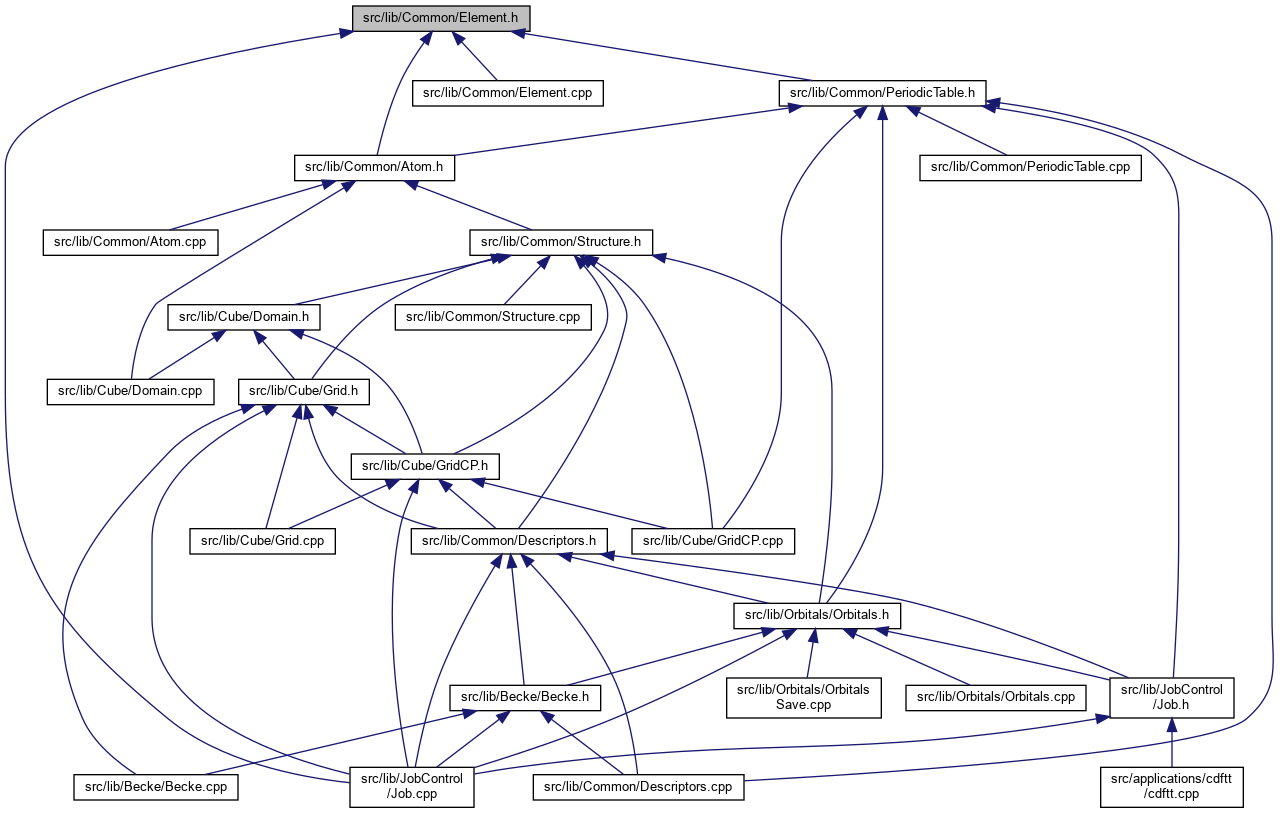 src/lib/Common/Element.h
src/lib/Common/Element.cpp
src/lib/Common/PeriodicTable.h
src/lib/Common/Atom.h
src/lib/Common/PeriodicTable.cpp
src/lib/Common/Atom.cpp
src/lib/Common/Structure.h
src/lib/Cube/Domain.h
src/lib/Common/Structure.cpp
src/lib/Cube/Domain.cpp
src/lib/Cube/Grid.h
src/lib/Cube/GridCP.h
src/lib/Cube/Grid.cpp
src/lib/Common/Descriptors.h
src/lib/Cube/GridCP.cpp
src/lib/Orbitals/Orbitals.h
src/lib/Becke/Becke.h
src/lib/Orbitals/Orbitals
Save.cpp
src/lib/Orbitals/Orbitals.cpp
src/lib/JobControl
/Job.h
src/lib/Becke/Becke.cpp
src/lib/JobControl
/Job.cpp
src/lib/Common/Descriptors.cpp
src/applications/cdftt
/cdftt.cpp